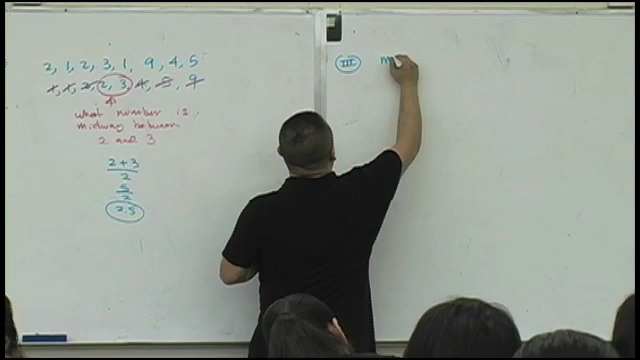 2, 1, 2, 3, 1, 9, 4, 5
1, 1, 2, 2, 3, 4, 5, 9
what number is
midway between
2 and 3
2+3
2
5
2
2.5
III m